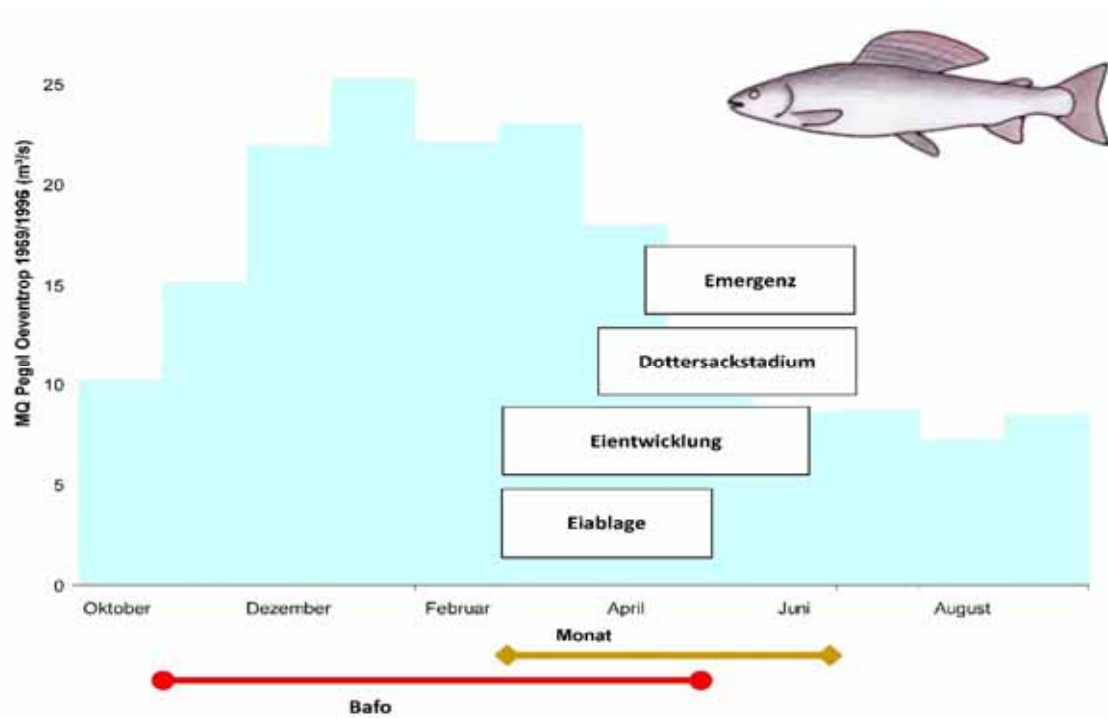 MQ Pegel Oeventrop 1969/1996 (m³/s)
25
20
15
10
5
0
Emergenz
Dottersackstadium
Eientwicklung
Eiablage
Oktober Dezember Februar April Juni August
Monat
Bafo